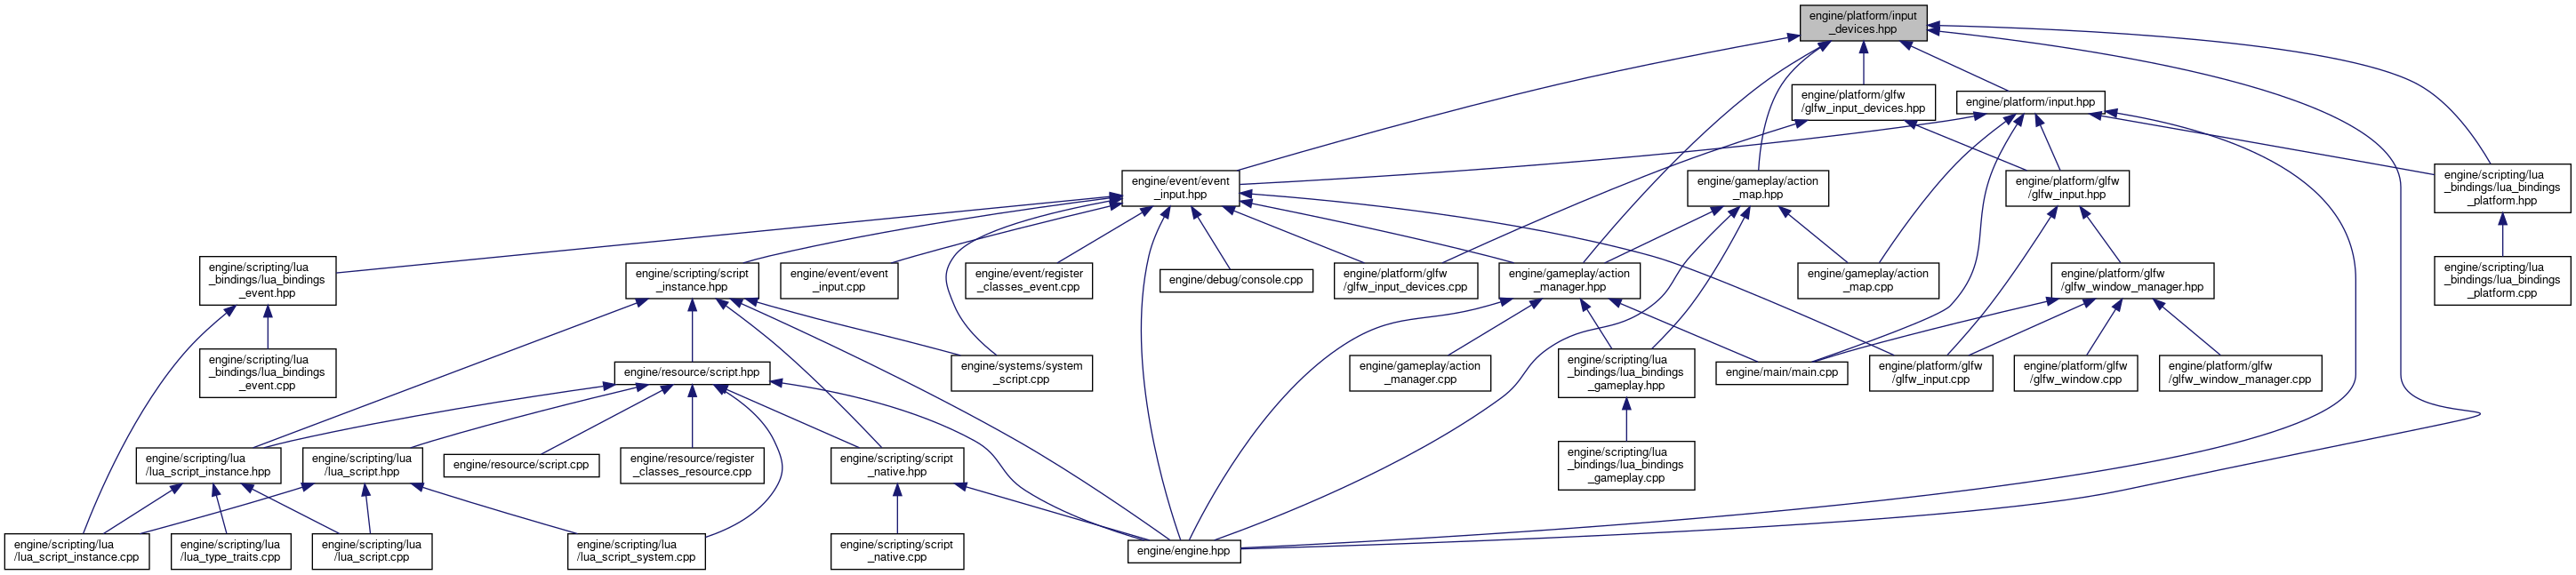 engine/platform/input
_devices.hpp
engine/platform/glfw
/glfw_input_devices.hpp
engine/platform/input.hpp
engine/event/event
_input.hpp
engine/gameplay/action
_map.hpp
engine/platform/glfw
/glfw_input.hpp
engine/scripting/lua
_bindings/lua_bindings
_platform.hpp
engine/scripting/lua
_bindings/lua_bindings
_event.hpp
engine/scripting/script
_instance.hpp
engine/event/event
_input.cpp
engine/event/register
_classes_event.cpp
engine/debug/console.cpp
engine/platform/glfw
/glfw_input_devices.cpp
engine/gameplay/action
_manager.hpp
engine/gameplay/action
_map.cpp
engine/platform/glfw
/glfw_window_manager.hpp
engine/scripting/lua
_bindings/lua_bindings
_platform.cpp
engine/scripting/lua
_bindings/lua_bindings
_event.cpp
engine/resource/script.hpp
engine/systems/system
_script.cpp
engine/gameplay/action
_manager.cpp
engine/scripting/lua
_bindings/lua_bindings
_gameplay.hpp
engine/main/main.cpp
engine/platform/glfw
/glfw_input.cpp
engine/platform/glfw
/glfw_window.cpp
engine/platform/glfw
/glfw_window_manager.cpp
engine/scripting/lua
/lua_script_instance.hpp
engine/scripting/lua
/lua_script.hpp
engine/resource/script.cpp
engine/resource/register
_classes_resource.cpp
engine/scripting/script
_native.hpp
engine/scripting/lua
_bindings/lua_bindings
_gameplay.cpp
engine/scripting/lua
/lua_script_instance.cpp
engine/scripting/lua
/lua_type_traits.cpp
engine/scripting/lua
/lua_script.cpp
engine/scripting/lua
/lua_script_system.cpp
engine/scripting/script
_native.cpp
engine/engine.hpp